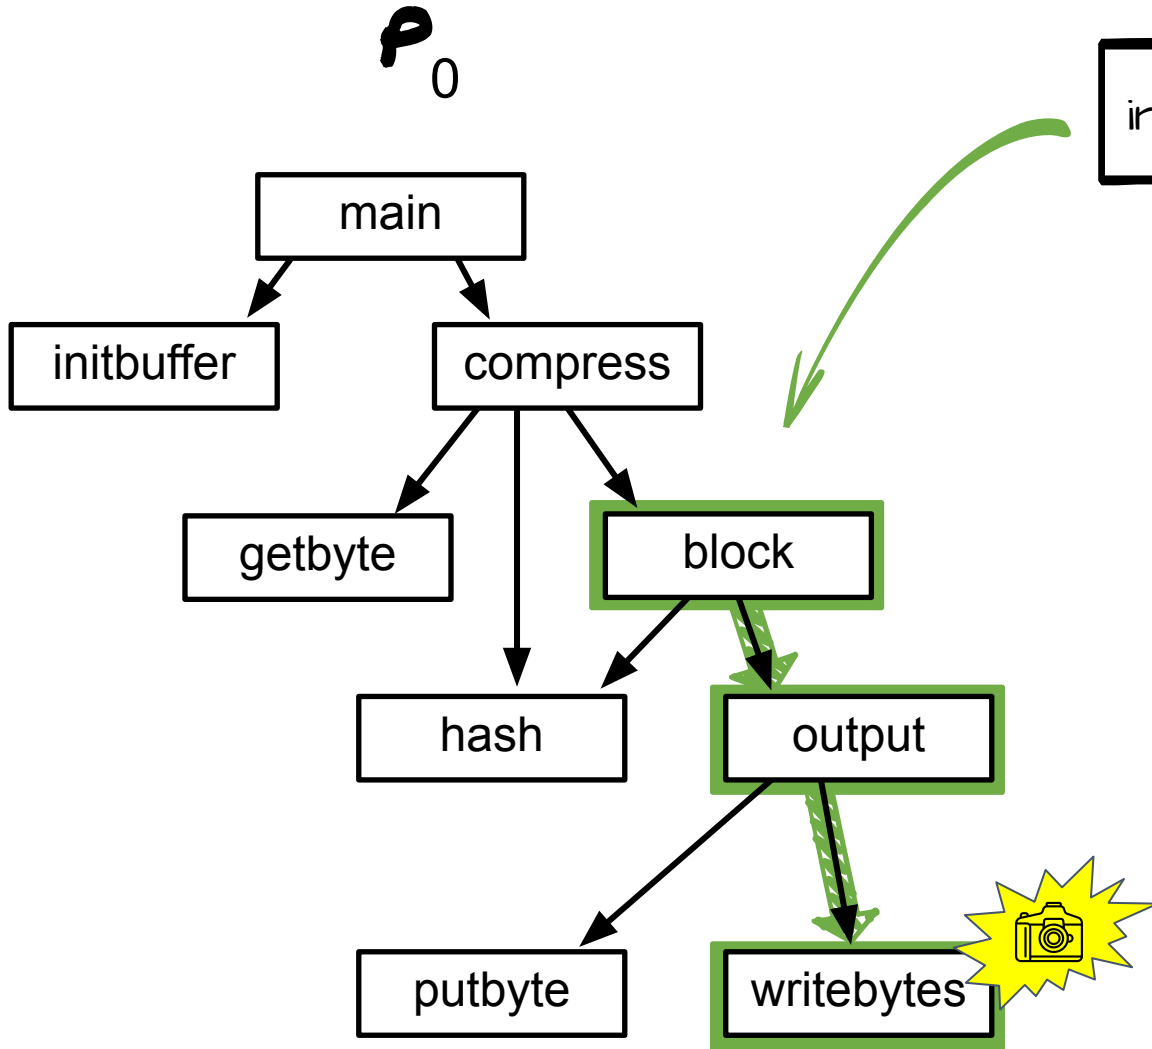 ρ
0
main
initbuffer
compress
getbyte
block
hash
output
putbyte
writebytes